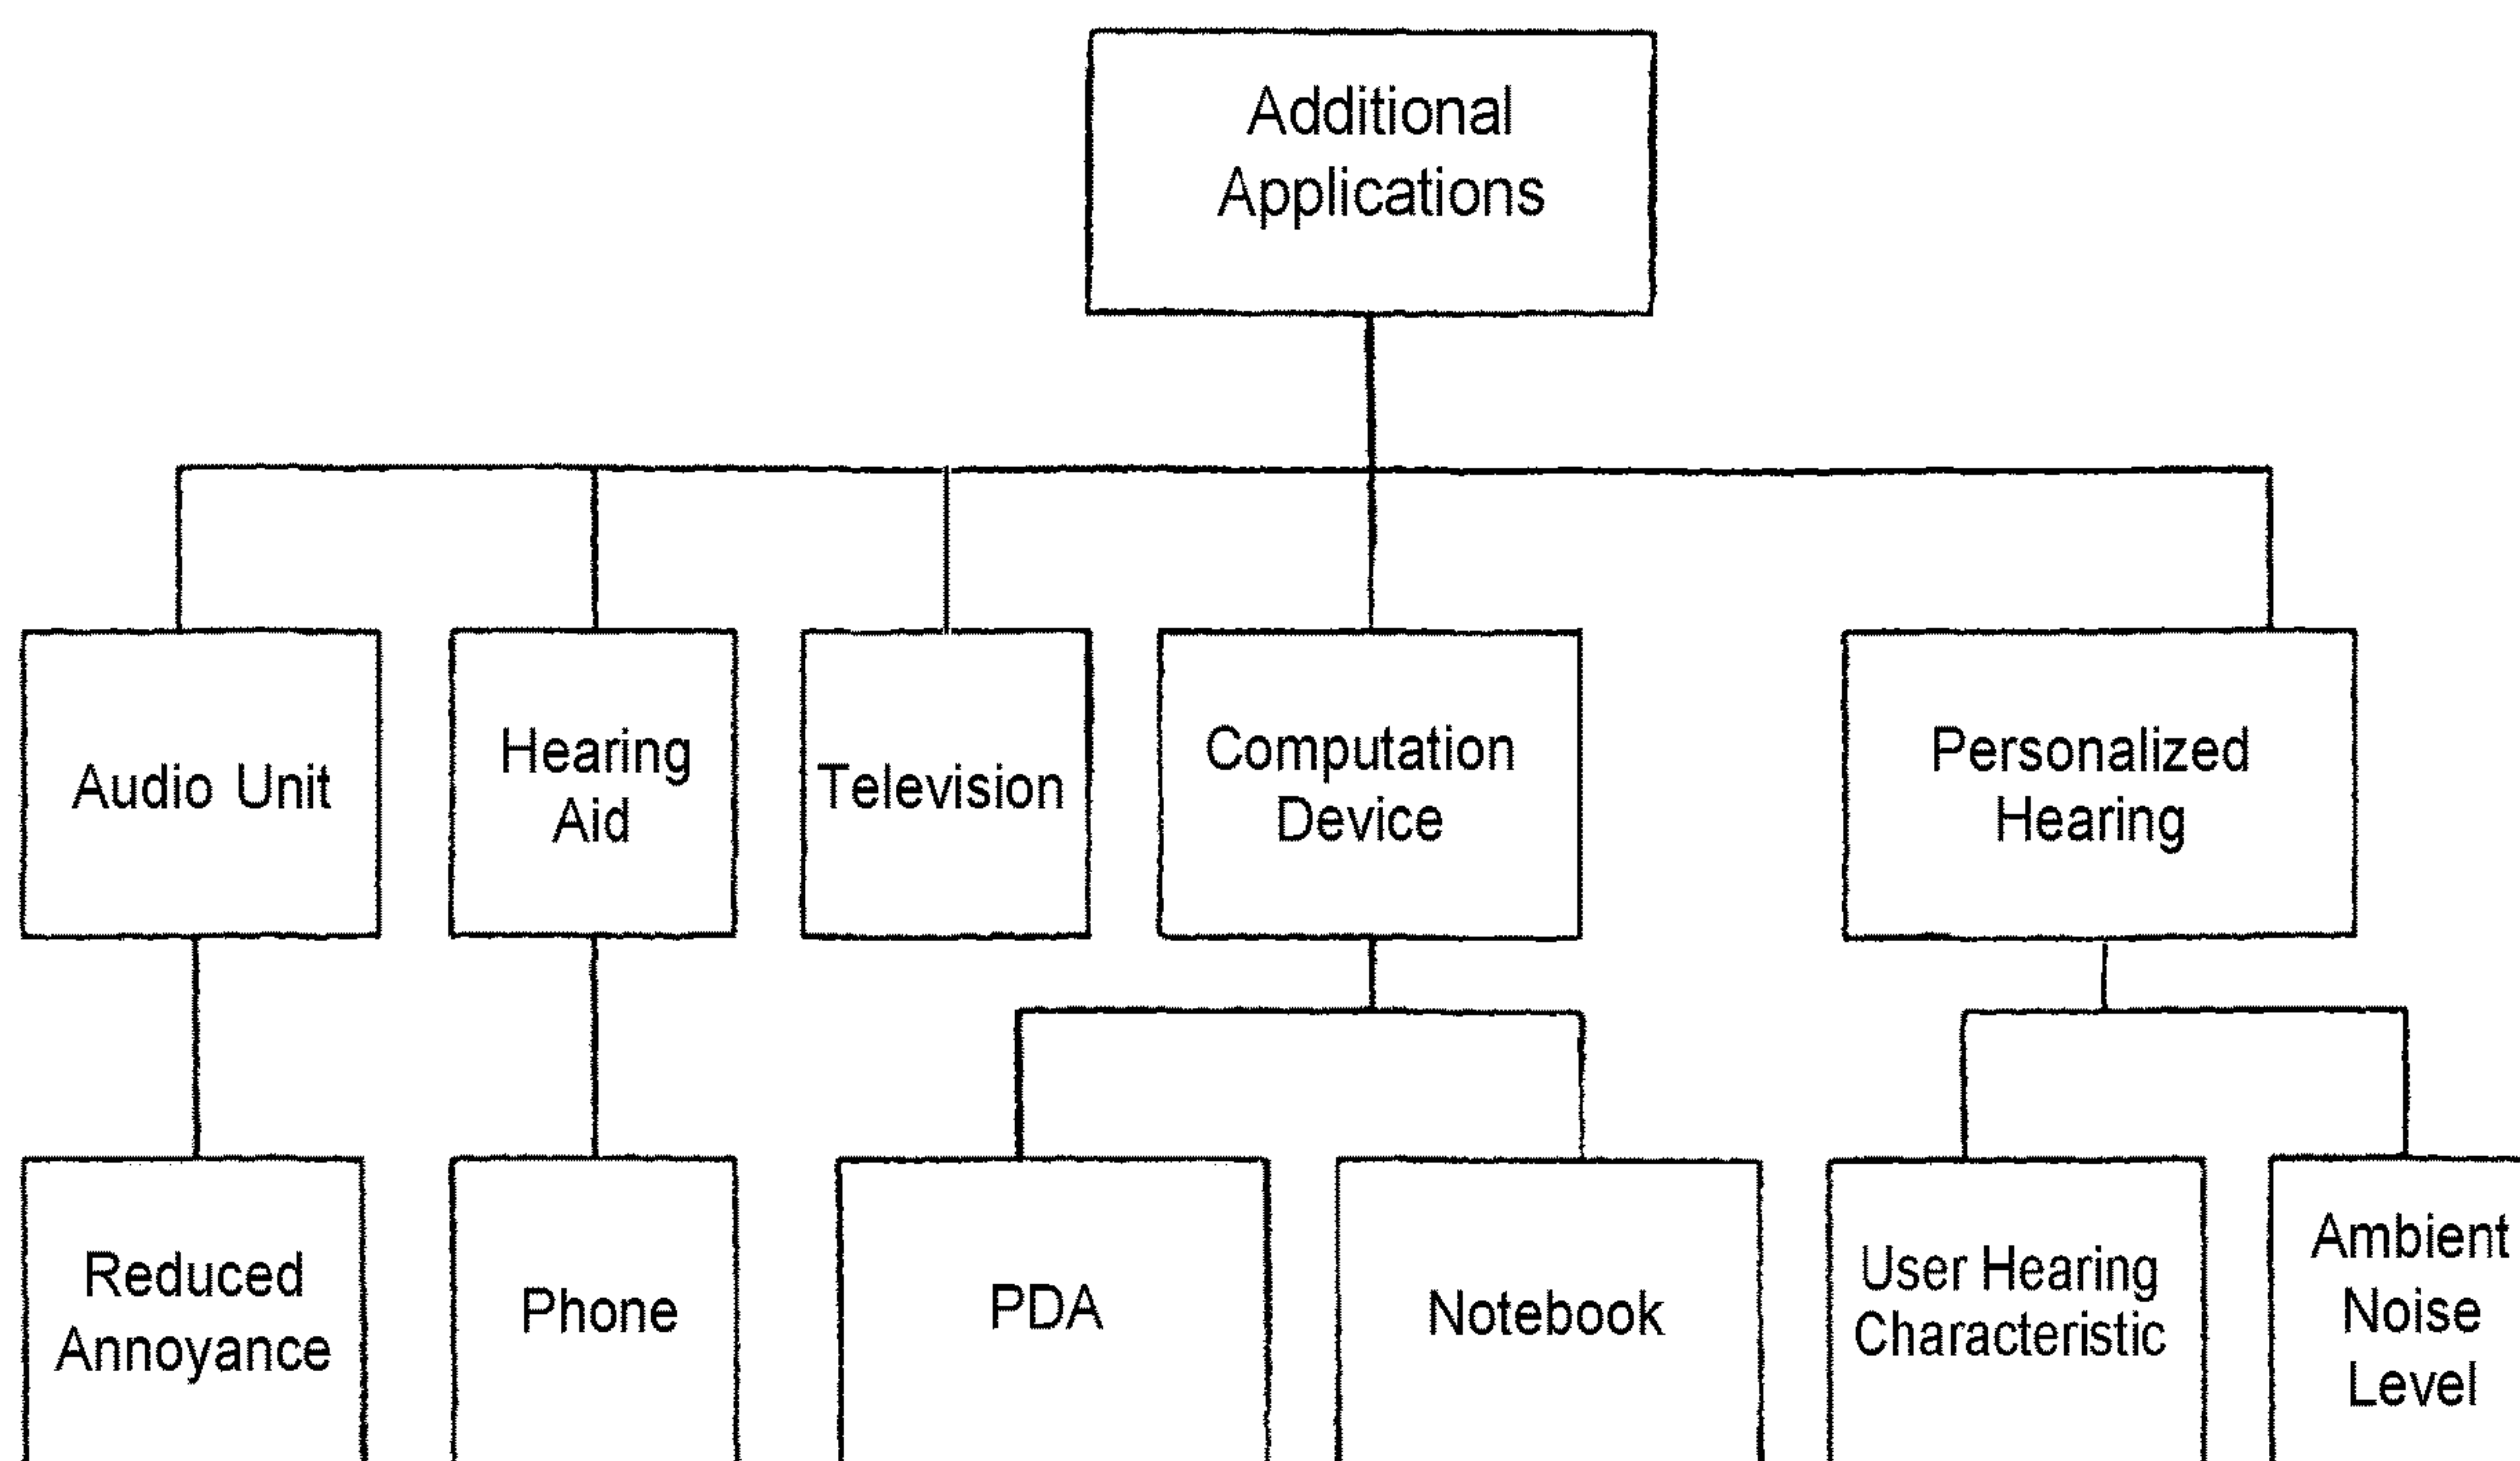 Additional
Applications
Audio Unit
Hearing
Aid
Television
Computation
Device
Personalized
Hearing
Reduced
Annoyance
Phone
PDA
Notebook
User Hearing
Characteristic
Ambient
Noise
Level